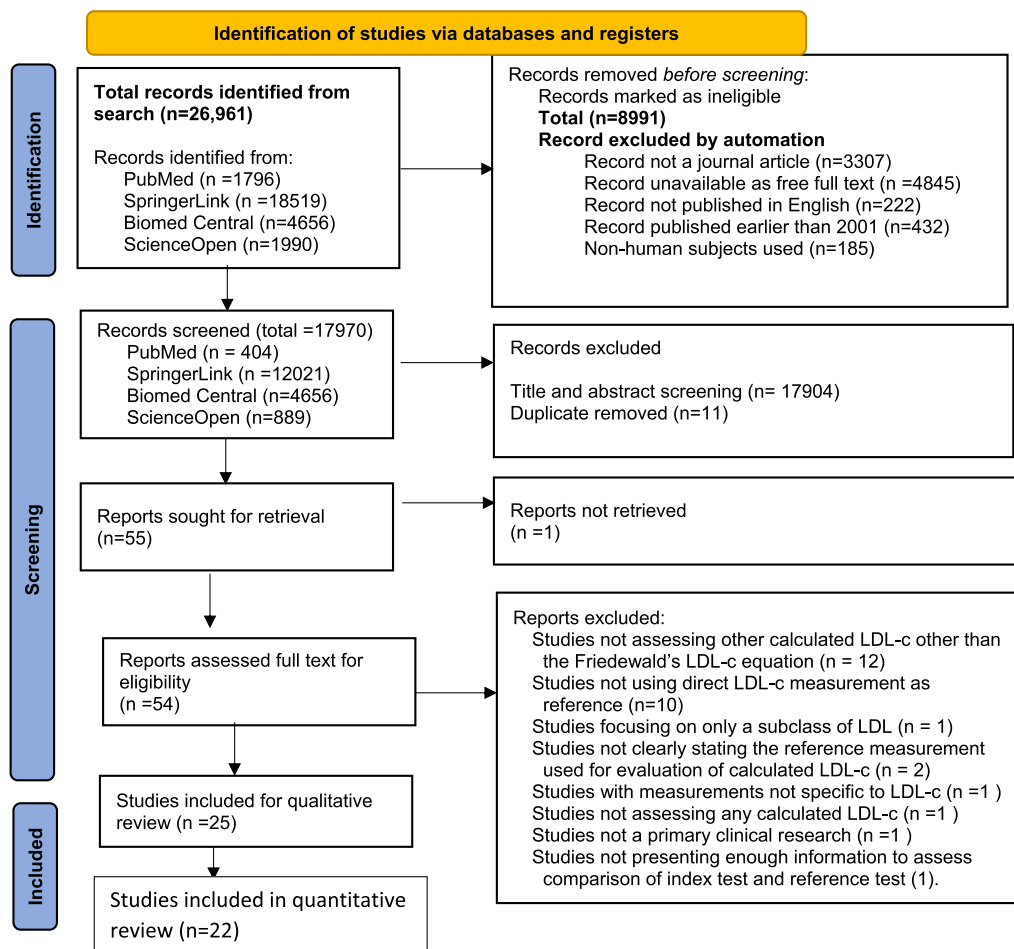 Identification of studies via databases and registers
Identification
Total records identified from
search (n=26,961)
Records identified from:
PubMed (n =1796)
SpringerLink (n =18519)
Biomed Central (n=4656)
ScienceOpen (n=1990)
Records removed before screening:
Records marked as ineligible
Total (n=8991)
Record excluded by automation
Record not a journal article (n=3307)
Record unavailable as free full text (n =4845)
Record not published in English (n=222)
Record published earlier than 2001 (n=432)
Non-human subjects used (n=185)
Screening
Records screened (total =17970)
PubMed (n = 404)
SpringerLink (n =12021)
Biomed Central (n=4656)
ScienceOpen (n=889)
Records excluded
Title and abstract screening (n= 17904)
Duplicate removed (n=11)
Reports sought for retrieval
(n=55)
Reports not retrieved
(n =1)
Reports assessed full text for
eligibility
(n =54)
Reports excluded:
Studies not assessing other calculated LDL-c other than
the Friedewald's LDL-c equation (n = 12)
Studies not using direct LDL-c measurement as
reference (n=10)
Studies focusing on only a subclass of LDL (n = 1)
Studies not clearly stating the reference measurement
used for evaluation of calculated LDL-c (n = 2)
Studies with measurements not specific to LDL-c (n =1 )
Studies not assessing any calculated LDL-c (n =1 )
Studies not a primary clinical research (n =1 )
Studies not presenting enough information to assess
comparison of index test and reference test (1).
Included
Studies included for qualitative
review (n =25)
Studies included in quantitative
review (n=22)